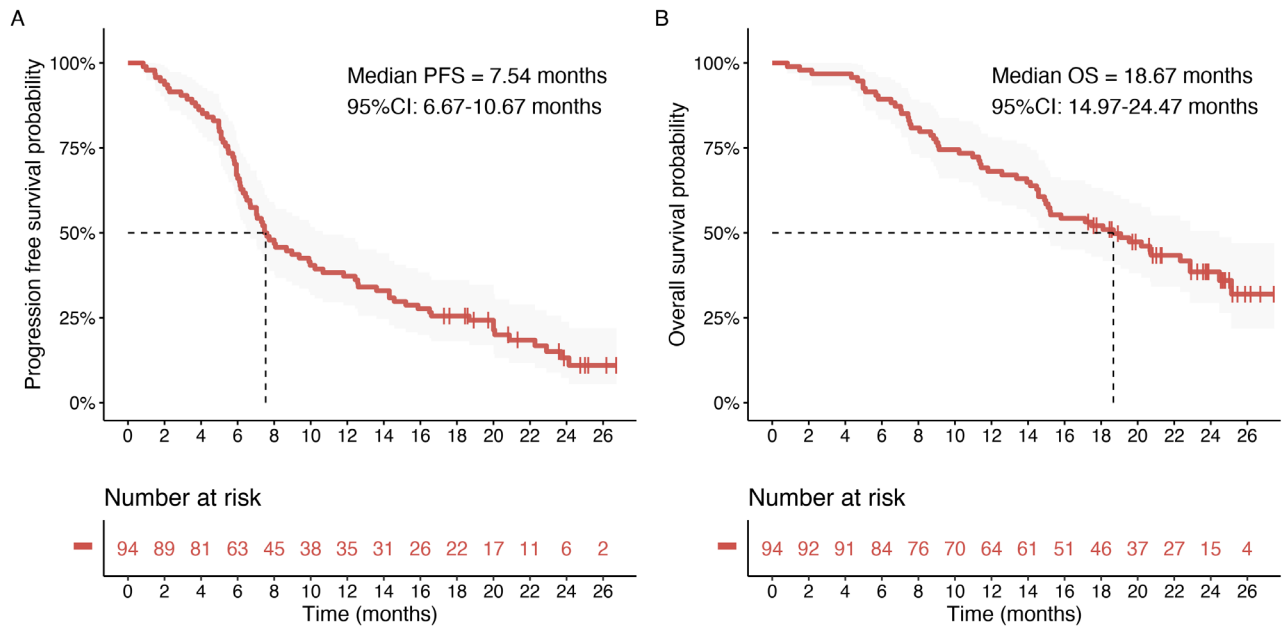 A
Progression free survival probability
Median PFS = 7.54 months
95%CI: 6.67-10.67 months
100%
75%
50%
25%
0%
0 2 4 6 8 10 12 14 16 18 20 22 24 26
Number at risk
94 89 81 63 45 38 35 31 26 22 17 11 6 2
0 2 4 6 8 10 12 14 16 18 20 22 24 26
Time (months)
B
Overall survival probability
Median OS = 18.67 months
95%CI: 14.97-24.47 months
100%
75%
50%
25%
0%
0 2 4 6 8 10 12 14 16 18 20 22 24 26
Number at risk
94 92 91 84 76 70 64 61 51 46 37 27 15 4
0 2 4 6 8 10 12 14 16 18 20 22 24 26
Time (months)